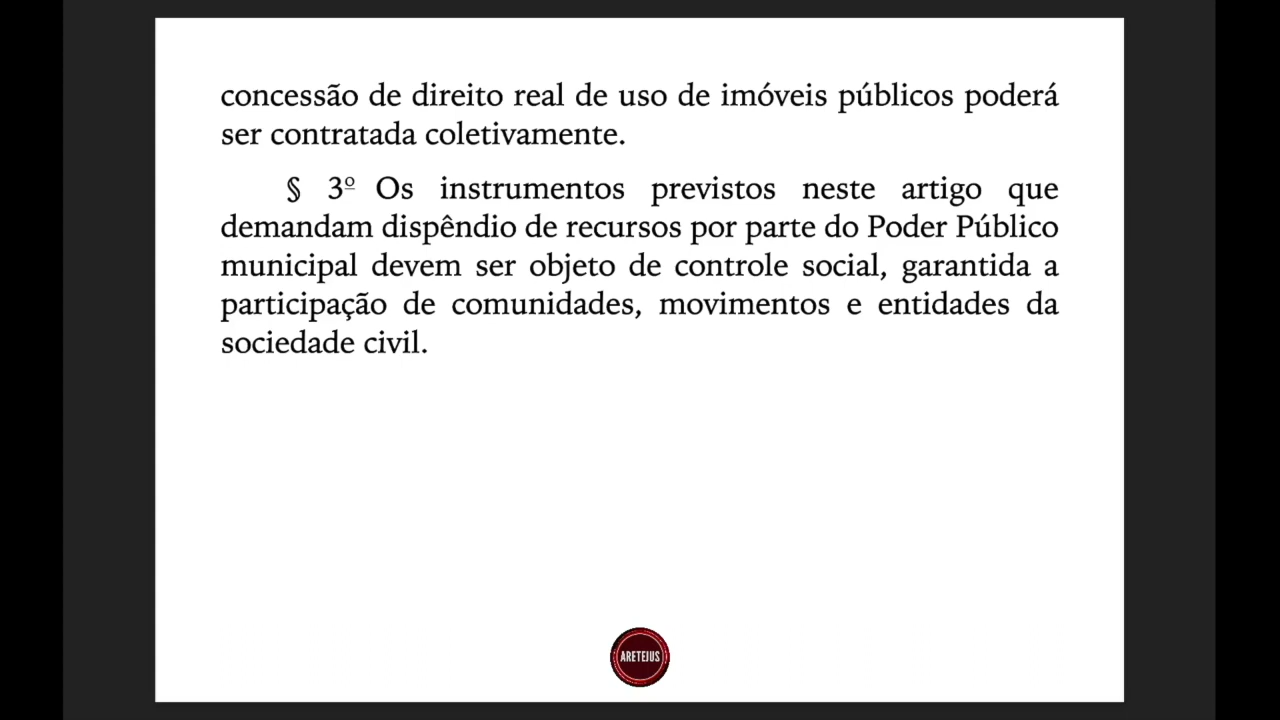 concessão de direito real de uso de imóveis públicos poderá
ser contratada coletivamente.
§ 3º Os instrumentos previstos neste artigo que
demandam dispêndio de recursos por parte do Poder Público
municipal devem ser objeto de controle social, garantida a
participação de comunidades, movimentos e entidades da
sociedade civil.
ARETEJUS